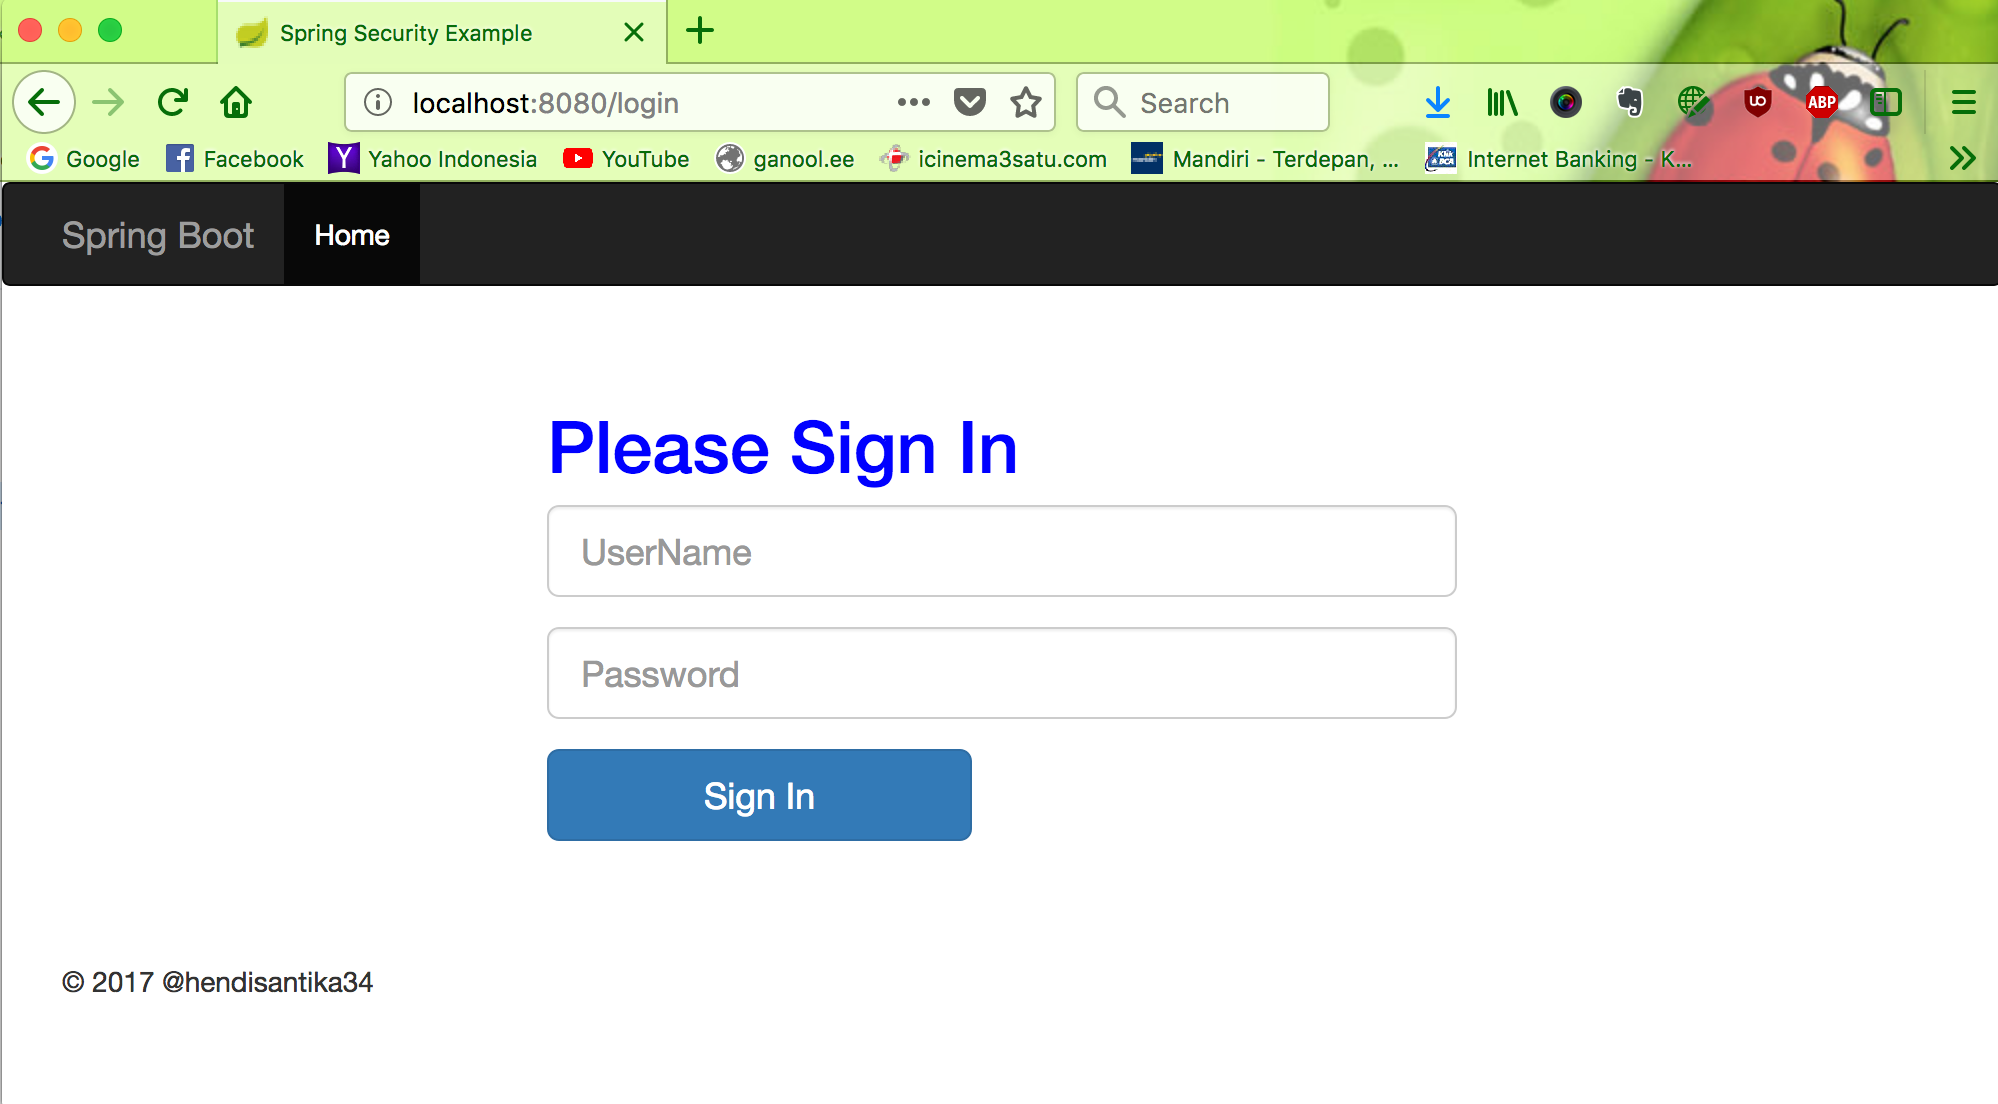 Spring Security Example
localhost:8080/login
Search
ABP
Google Facebook Yahoo Indonesia YouTube ganool.ee icinema3satu.com Mandiri - Terdepan, ... Internet Banking - K...
Spring Boot Home
Please Sign In
UserName
Password
Sign In
© 2017 @hendisantika34